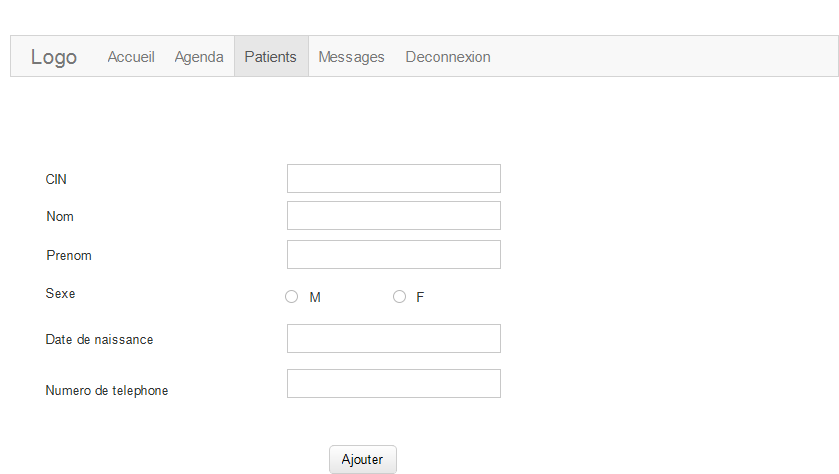 Logo Accueil Agenda Patients Messages Deconnexion
CIN
Nom
Prenom
Sexe M F
Date de naissance
Numero de telephone
Ajouter